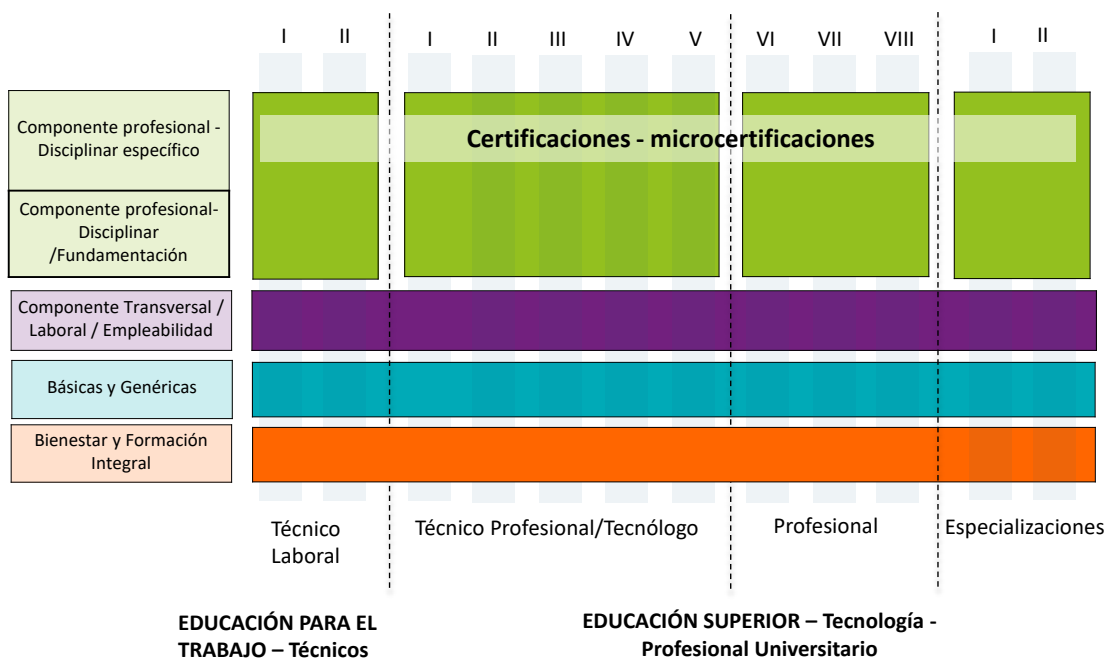 I II I II III IV V VI VII VIII I II
Componente profesional -
Disciplinar específico
Certificaciones - microcertificaciones
Componente profesional-
Disciplinar
/Fundamentación
Componente Transversal /
Laboral / Empleabilidad
Básicas y Genéricas
Bienestar y Formación
Integral
Técnico
Laboral
Técnico Profesional/Tecnólogo
Profesional
Especializaciones
EDUCACIÓN PARA EL
TRABAJO – Técnicos
EDUCACIÓN SUPERIOR – Tecnología -
Profesional Universitario